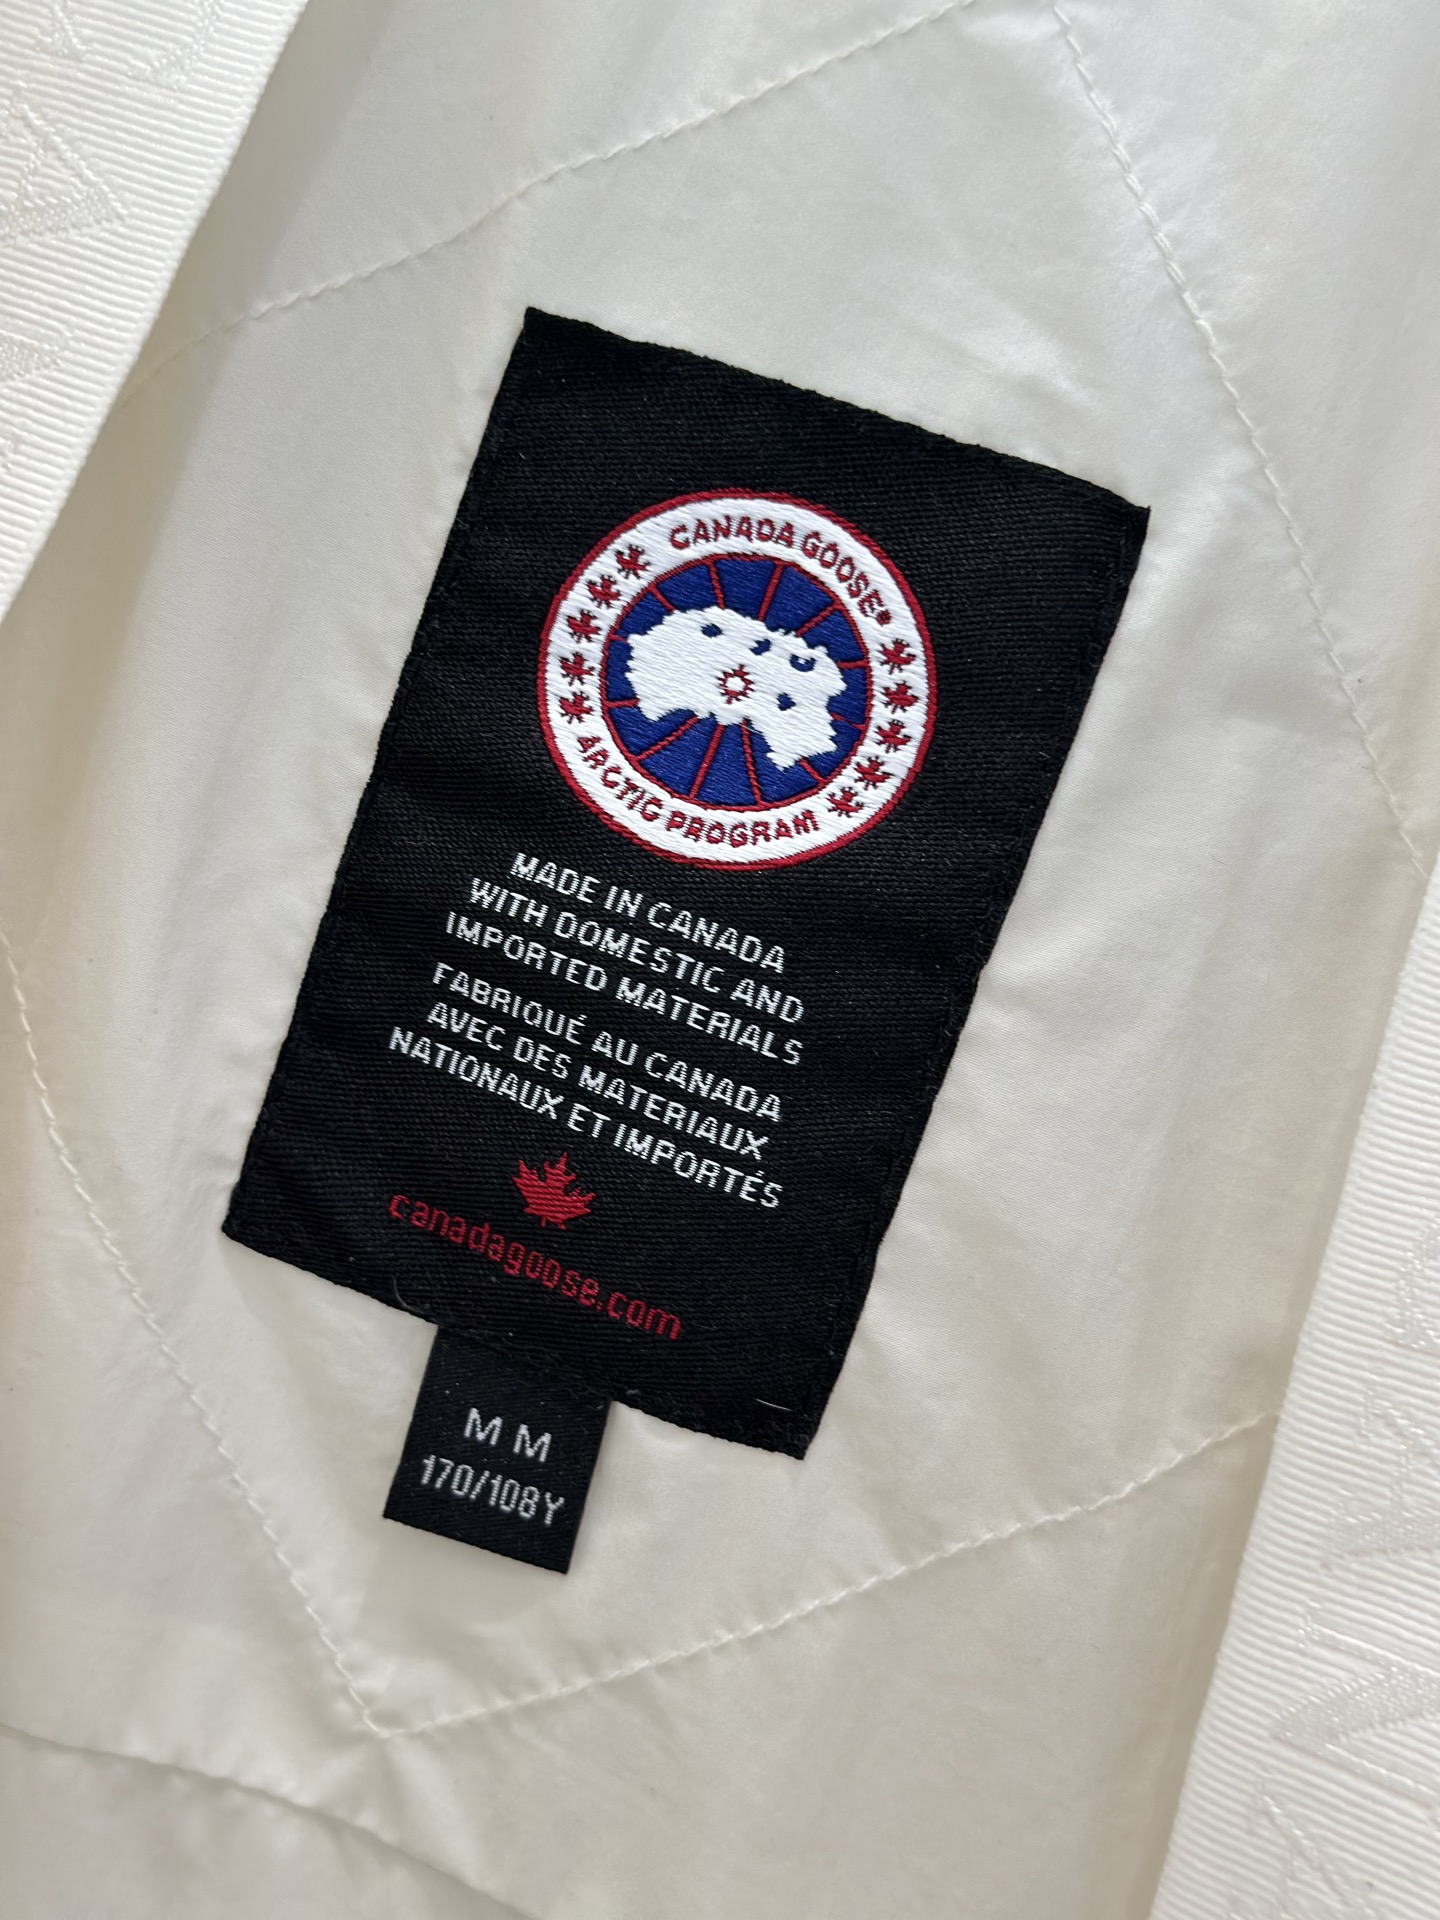 CANADA GOOSE
ARCTIC PROGRAM
MADE IN CANADA
WITH DOMESTIC AND
IMPORTED MATERIALS
FABRIQUÉ AU CANADA
AVEC DES MATERIAUX
NATIONAUX ET IMPORTÉS
canadagoose.com
M M
170/108Y